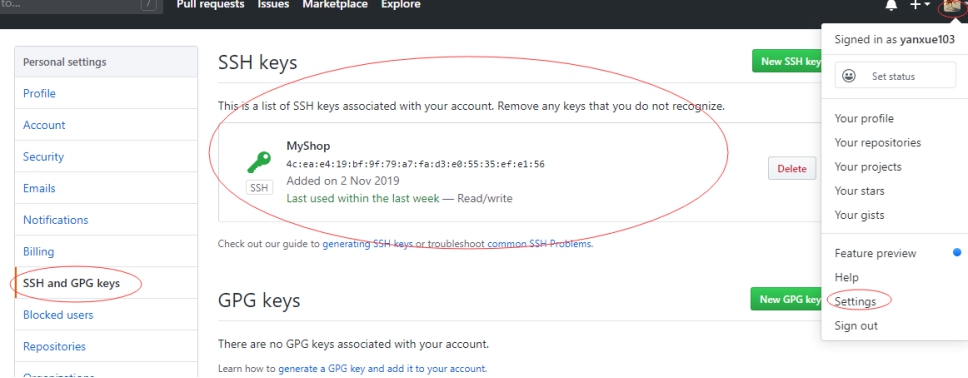 to...
/
Pull requests Issues Marketplace Explore
Signed in as yanxue103
Set status
Your profile
Your repositories
Your projects
Your stars
Your gists
Feature preview
Help
Settings
Sign out
Personal settings
Profile
Account
Security
Emails
Notifications
Billing
SSH and GPG keys
Blocked users
Repositories
Organizations
SSH keys
New SSH key
This is a list of SSH keys associated with your account. Remove any keys that you do not recognize.
MyShop
4c:ea:e4:19:bf:9f:79:a7:fa:d3:e0:55:35:ef:e1:56
SSH
Added on 2 Nov 2019
Last used within the last week — Read/write
Delete
Check out our guide to generating SSH keys or troubleshoot common SSH Problems.
GPG keys
New GPG key
There are no GPG keys associated with your account.
Learn how to generate a GPG key and add it to your account.